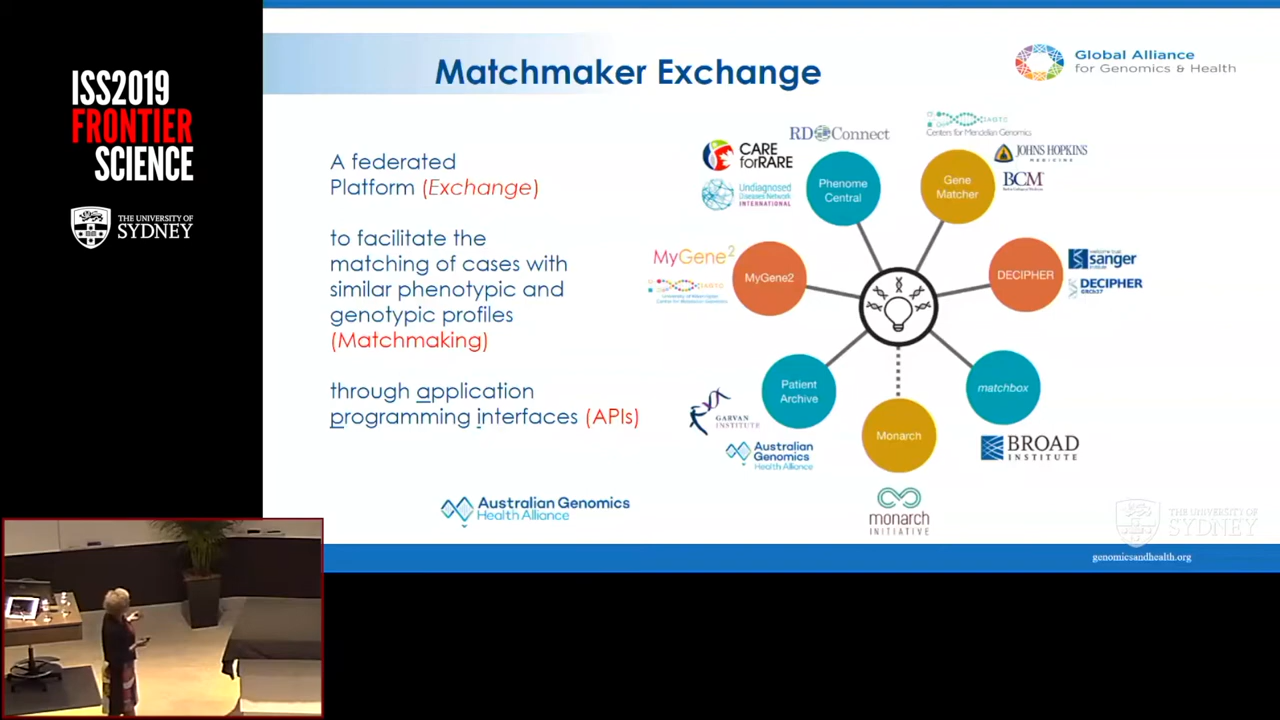 ISS2019
FRONTIER
SCIENCE
THE UNIVERSITY OF
SYDNEY
Matchmaker Exchange
Global Alliance
for Genomics & Health
A federated
Platform (Exchange)
to facilitate the
matching of cases with
similar phenotypic and
genotypic profiles
(Matchmaking)
through application
programming interfaces (APIs)
RD Connect
CARE
forRARE
Undiagnosed
Diseases Network
INTERNATIONAL
Phenome
Central
Centers for Mendelian Genomics
JOHNS HOPKINS
MEDICINE
BCM
Gene
Matcher
MyGene2
MyGene2
DECIPHER
sanger
DECIPHER
Patient
Archive
GARVAN
INSTITUTE
Australian
Genomics
Health Alliance
Monarch
monarch
INITIATIVE
matchbox
BROAD
INSTITUTE
Australian Genomics
Health Alliance
THE UNIVERSITY OF
SYDNEY
genomicsandhealth.org